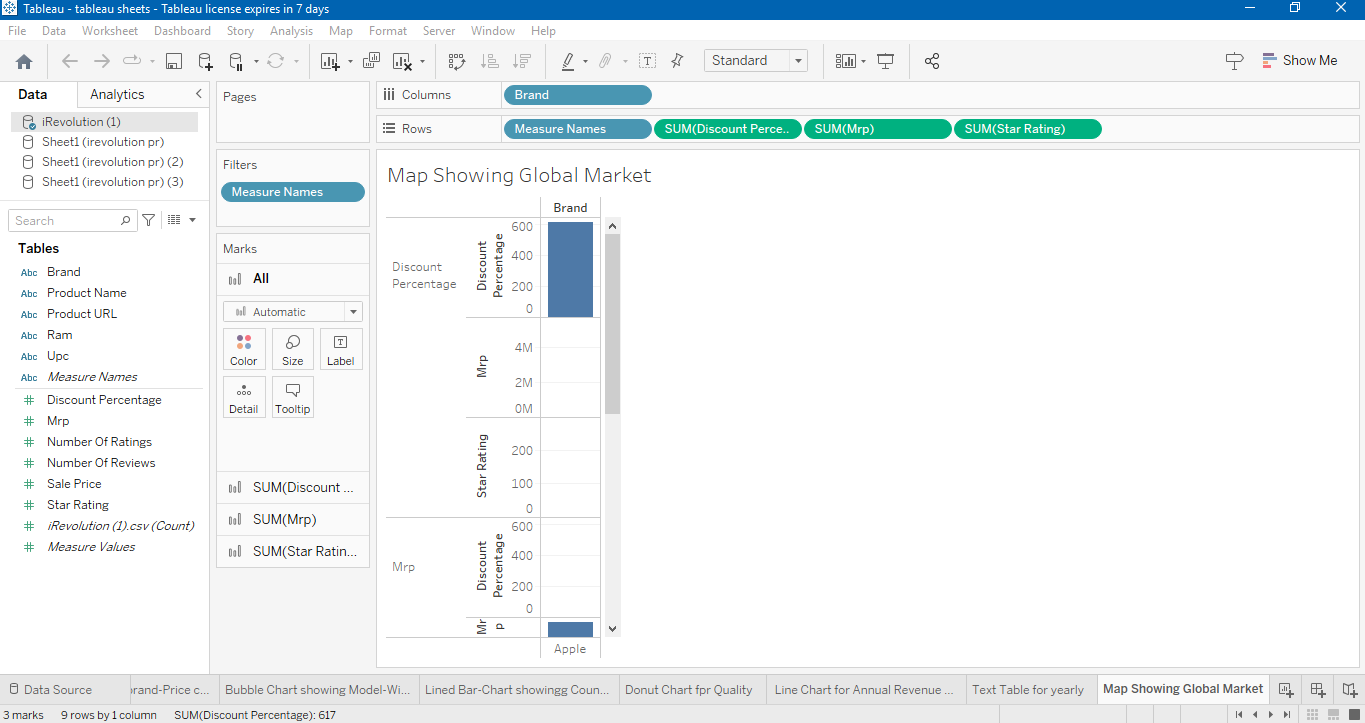 Tableau - tableau sheets - Tableau license expires in 7 days
File Data Worksheet Dashboard Story Analysis Map Format Server Window Help
Standard
Show Me
Data Analytics
iRevolution (1)
Sheet1 (irevolution pr)
Sheet1 (irevolution pr) (2)
Sheet1 (irevolution pr) (3)
Search
Tables
Abc Brand
Abc Product Name
Abc Product URL
Abc Ram
Abc Upc
Abc Measure Names
# Discount Percentage
# Mrp
# Number Of Ratings
# Number Of Reviews
# Sale Price
# Star Rating
# iRevolution (1).csv (Count)
# Measure Values
Pages
Filters
Measure Names
Marks
All
Automatic
Color Size Label
Detail Tooltip
SUM(Discount ...
SUM(Mrp)
SUM(Star Ratin...
Columns Brand
Rows Measure Names SUM(Discount Perce.. SUM(Mrp) SUM(Star Rating)
Map Showing Global Market
Brand
Discount
Percentage
Discount
Percentage
600
400
200
0
Mrp
4M
2M
0M
Star Rating
200
100
0
Mrp
Discount
Percentage
600
400
200
0
Mr
p
Apple
Data Source rand-Price c... Bubble Chart showing Model-Wi... Lined Bar-Chart showingg Coun... Donut Chart fpr Quality Line Chart for Annual Revenue ... Text Table for yearly Map Showing Global Market
3 marks 9 rows by 1 column SUM(Discount Percentage): 617